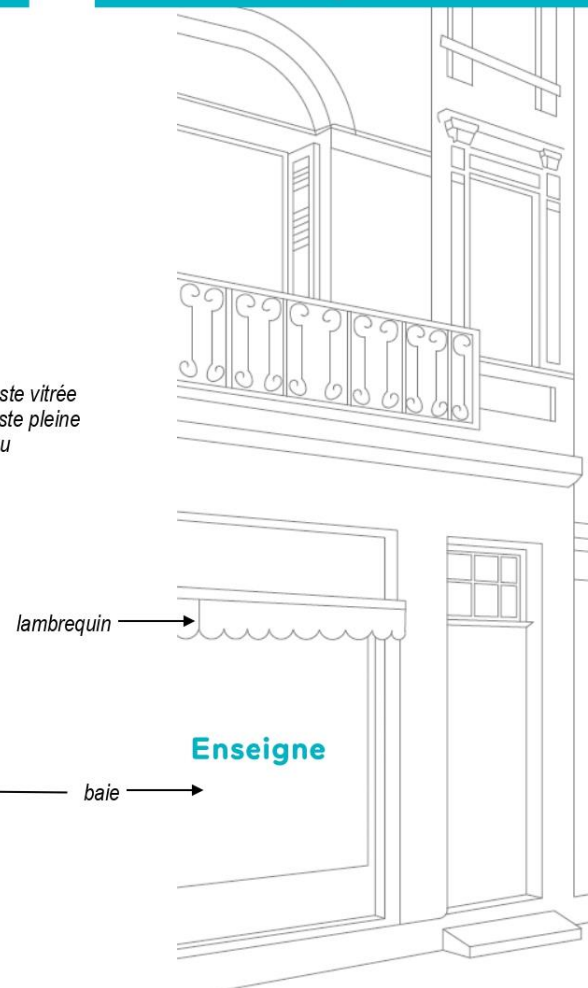 ste vitrée
ste pleine
u
lambrequin
Enseigne
baie